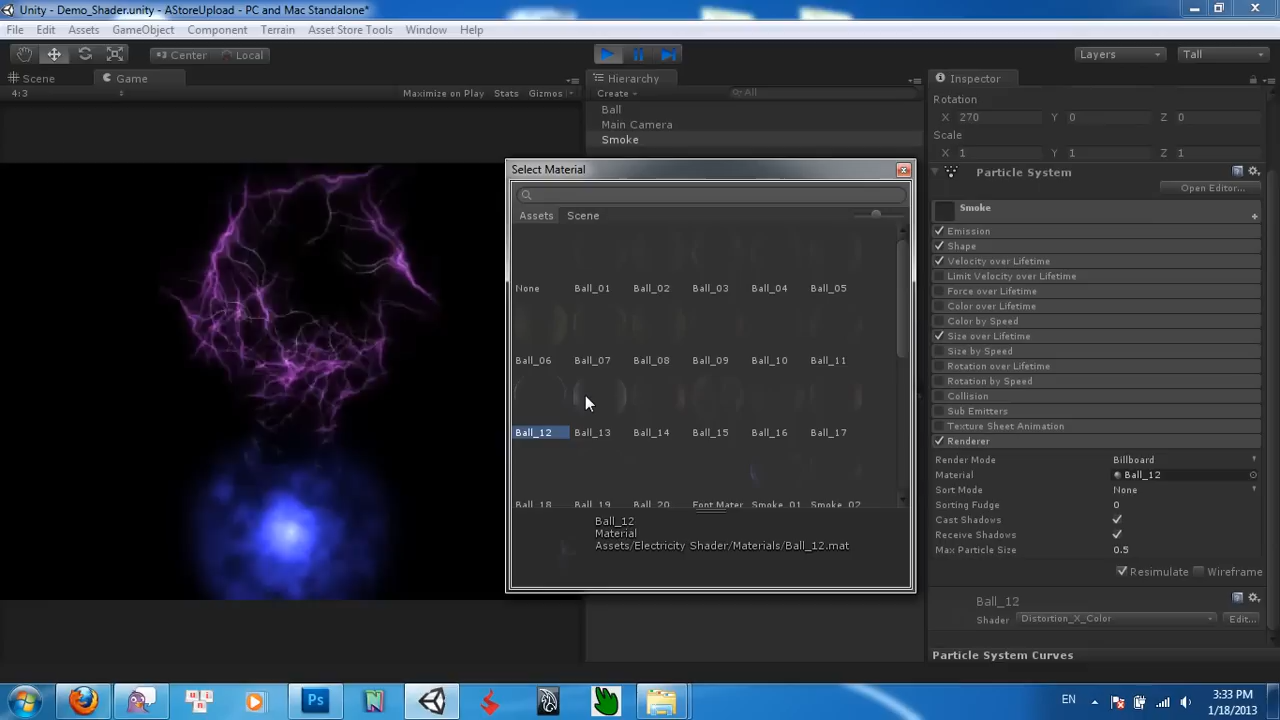 Unity - Demo_Shader.unity - AStoreUpload - PC and Mac Standalone*
File Edit Assets GameObject Component Terrain Asset Store Tools Window Help
Center Local Layers Tall
Scene Game Hierarchy Inspector
4:3 Maximize on Play Stats Gizmos Create All
Rotation
X 270 Y 0 Z 0
Scale
X 1 Y 1 Z 1
Ball
Main Camera
Smoke
Select Material
Assets Scene
None Ball_01 Ball_02 Ball_03 Ball_04 Ball_05
Ball_06 Ball_07 Ball_08 Ball_09 Ball_10 Ball_11
Ball_12 Ball_13 Ball_14 Ball_15 Ball_16 Ball_17
Ball_18 Ball_19 Ball_20 Font Mater Smoke_01 Smoke_02
Ball_12
Material
Assets/Electricity Shader/Materials/Ball_12.mat
Particle System
Open Editor...
Smoke
Emission
Shape
Velocity over Lifetime
Limit Velocity over Lifetime
Force over Lifetime
Color over Lifetime
Color by Speed
Size over Lifetime
Size by Speed
Rotation over Lifetime
Rotation by Speed
Collision
Sub Emitters
Texture Sheet Animation
Renderer
Render Mode Billboard
Material Ball_12
Sort Mode None
Sorting Fudge 0
Cast Shadows
Receive Shadows
Max Particle Size 0.5
Resimulate Wireframe
Ball_12
Shader Distortion_X_Color Edit...
Particle System Curves
Ps
EN
3:33 PM
1/18/2013